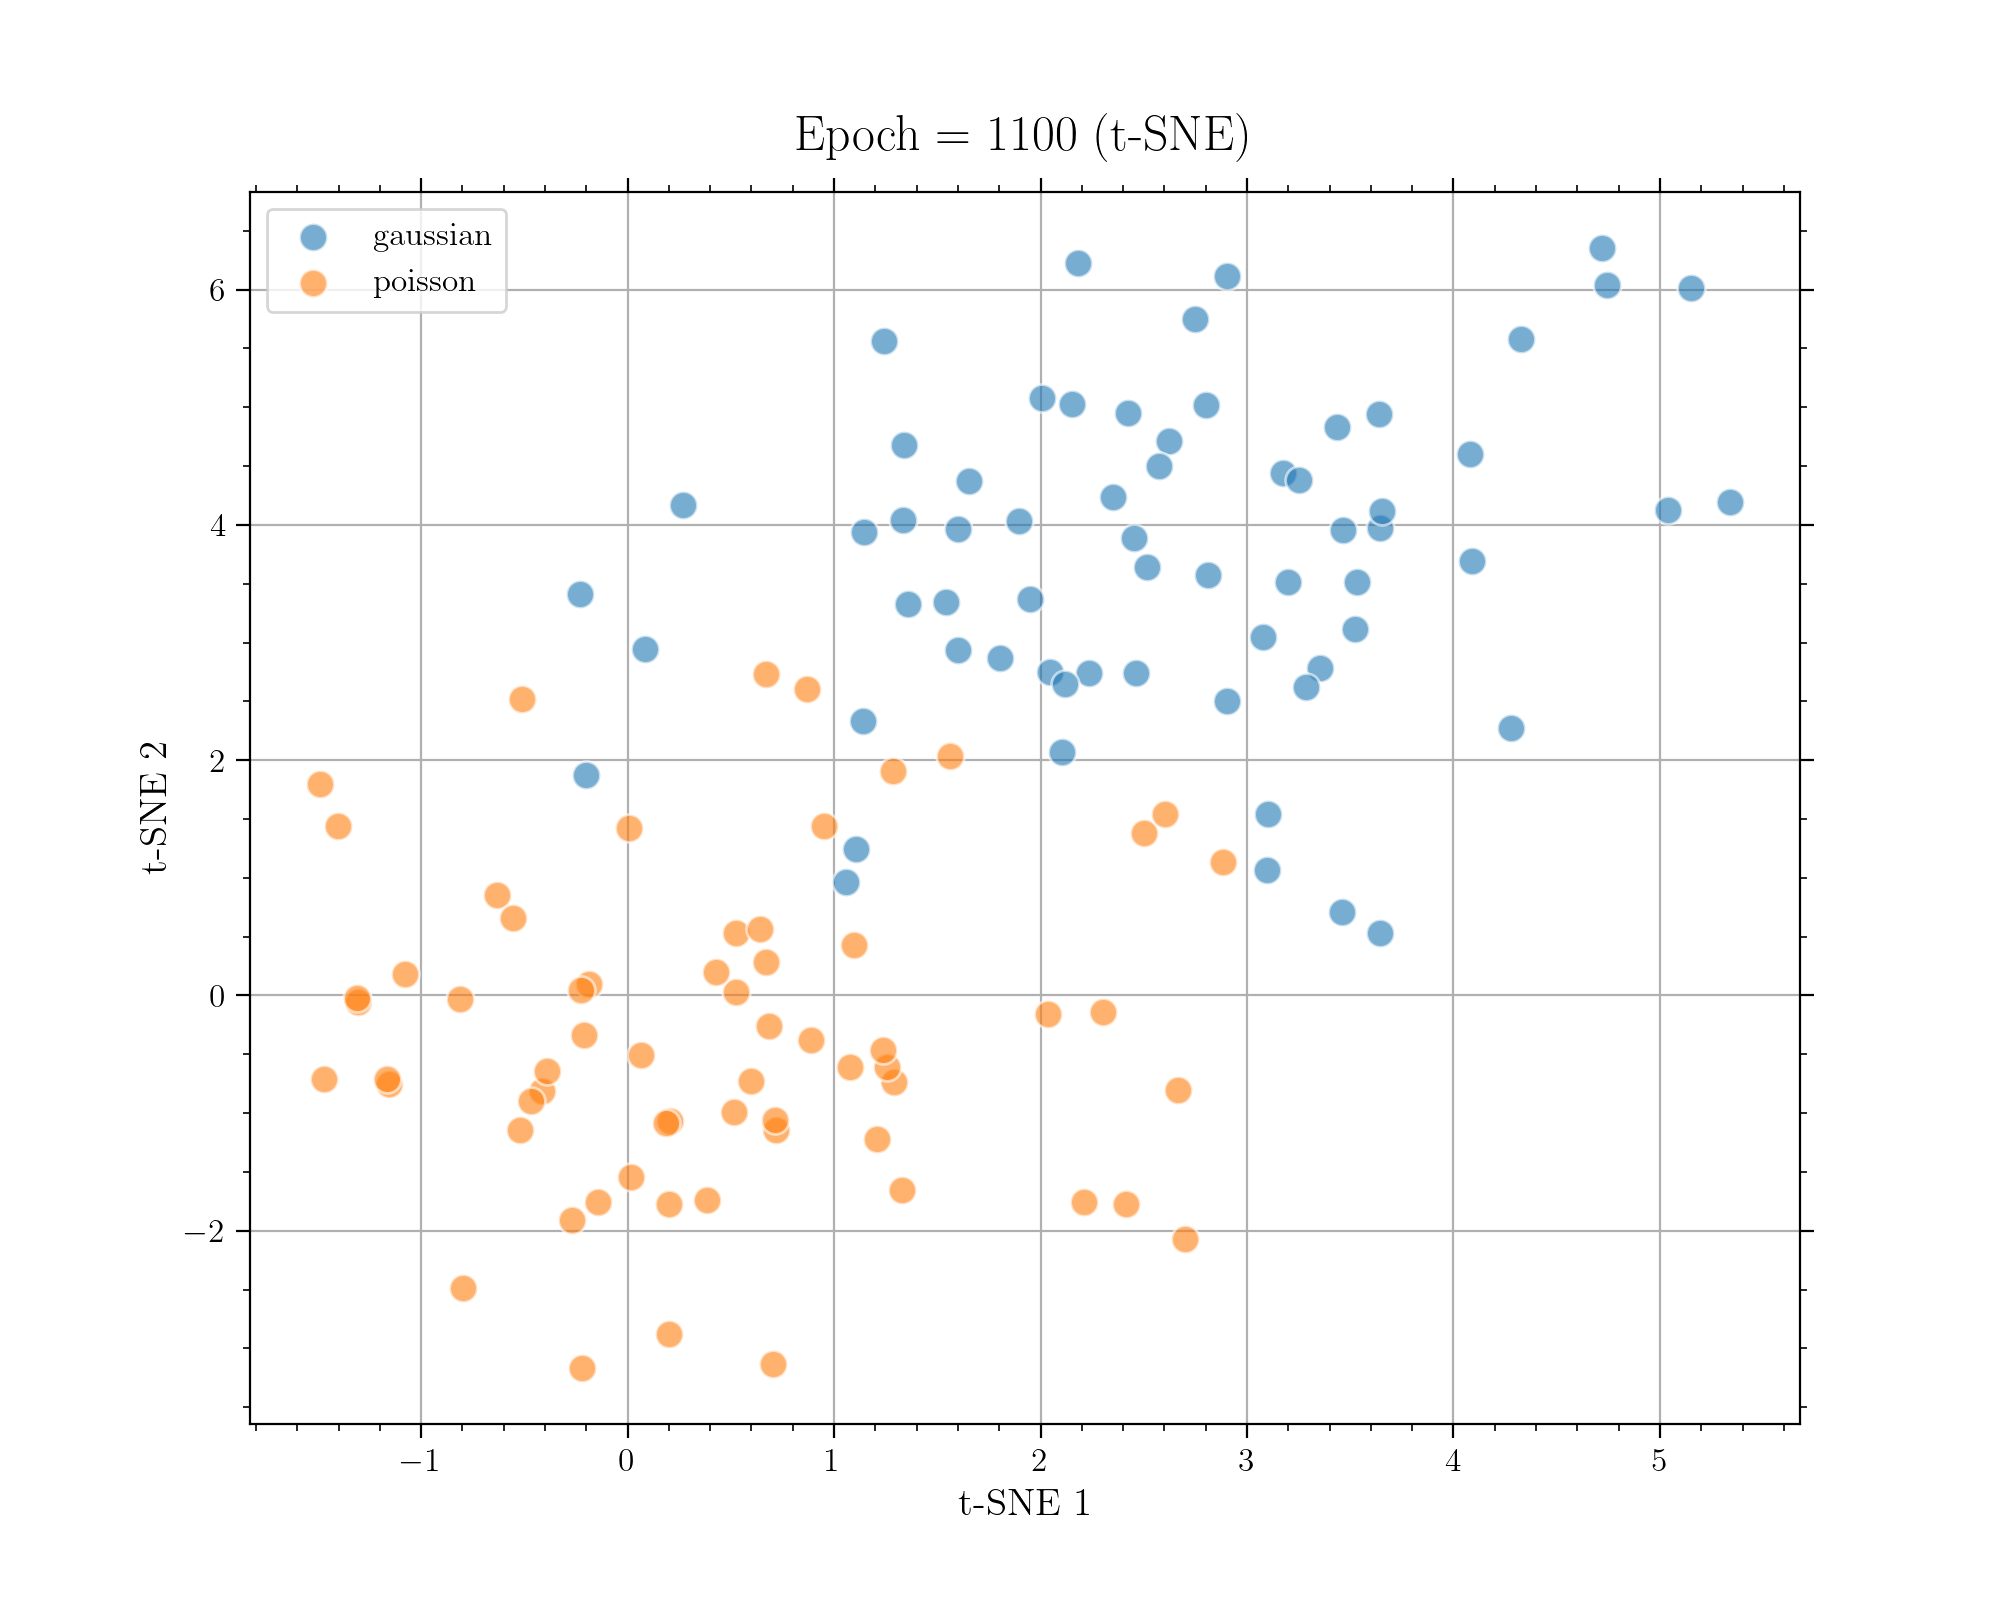 Epoch = 1100 (t-SNE)
gaussian
poisson
6
4
2
0
−2
t-SNE 2
−1
0
1
2
3
4
5
t-SNE 1